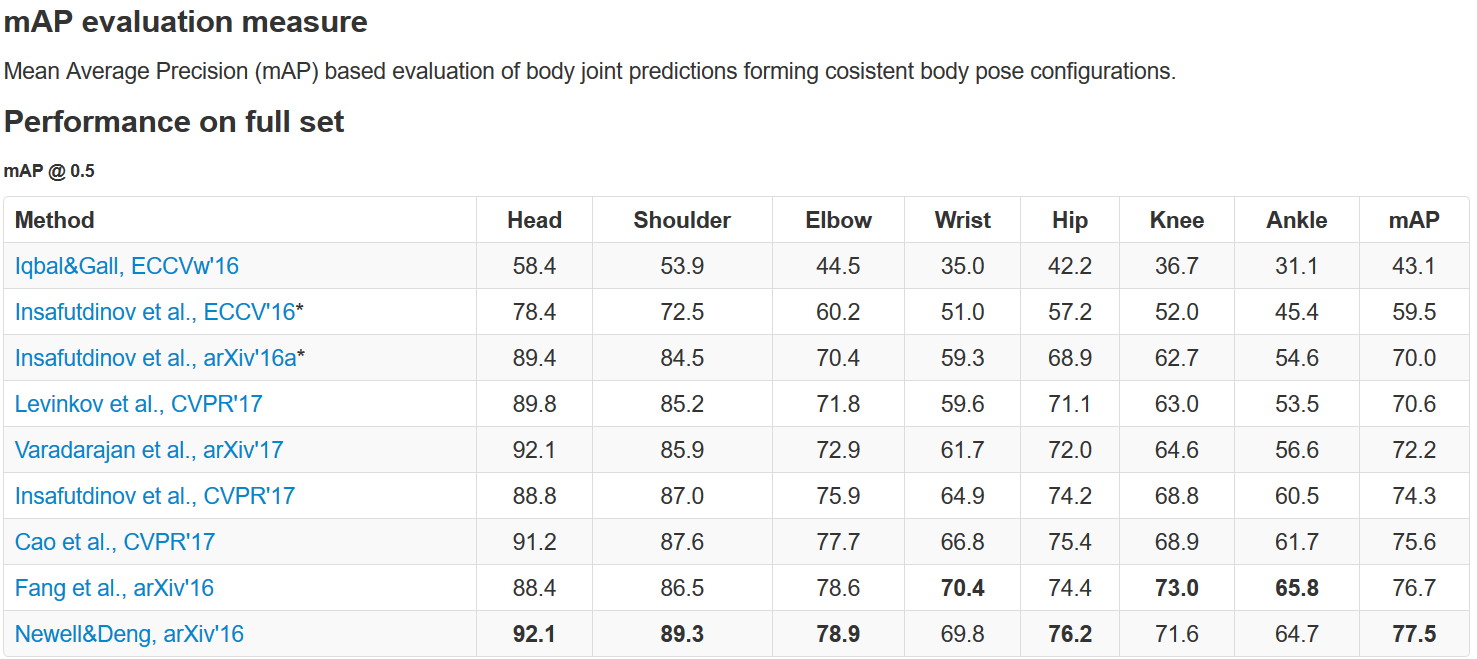 mAP evaluation measure
Mean Average Precision (mAP) based evaluation of body joint predictions forming cosistent body pose configurations.
Performance on full set
mAP @ 0.5
Method Head Shoulder Elbow Wrist Hip Knee Ankle mAP
Iqbal&Gall, ECCVw'16 58.4 53.9 44.5 35.0 42.2 36.7 31.1 43.1
Insafutdinov et al., ECCV'16* 78.4 72.5 60.2 51.0 57.2 52.0 45.4 59.5
Insafutdinov et al., arXiv'16a* 89.4 84.5 70.4 59.3 68.9 62.7 54.6 70.0
Levinkov et al., CVPR'17 89.8 85.2 71.8 59.6 71.1 63.0 53.5 70.6
Varadarajan et al., arXiv'17 92.1 85.9 72.9 61.7 72.0 64.6 56.6 72.2
Insafutdinov et al., CVPR'17 88.8 87.0 75.9 64.9 74.2 68.8 60.5 74.3
Cao et al., CVPR'17 91.2 87.6 77.7 66.8 75.4 68.9 61.7 75.6
Fang et al., arXiv'16 88.4 86.5 78.6 70.4 74.4 73.0 65.8 76.7
Newell&Deng, arXiv'16 92.1 89.3 78.9 69.8 76.2 71.6 64.7 77.5